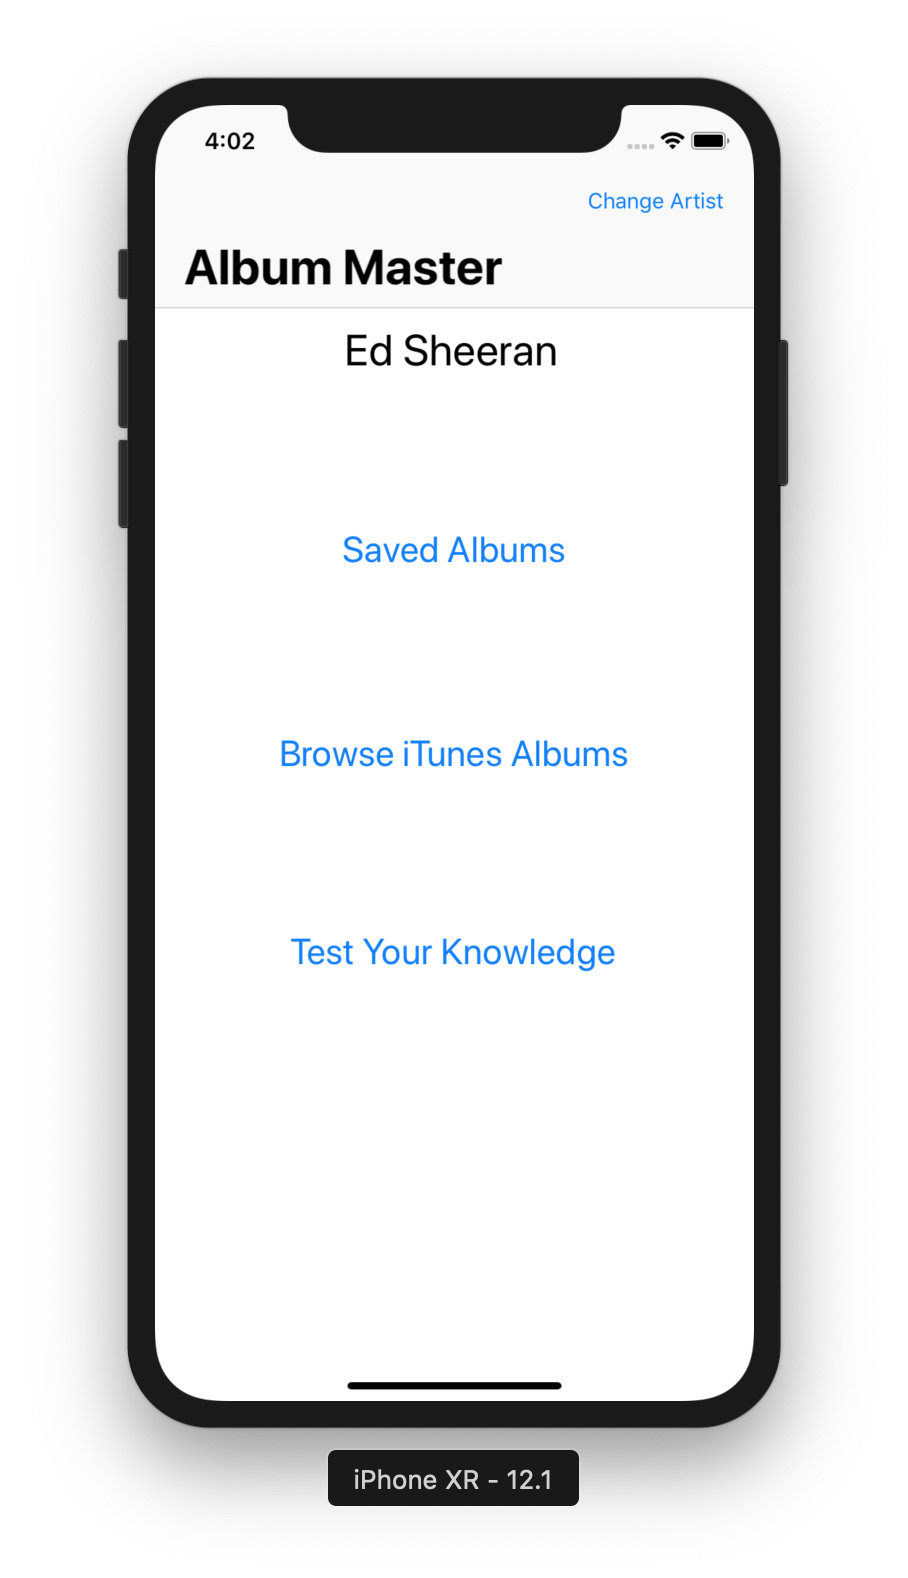 4:02
Change Artist
Album Master
Ed Sheeran
Saved Albums
Browse iTunes Albums
Test Your Knowledge
iPhone XR - 12.1